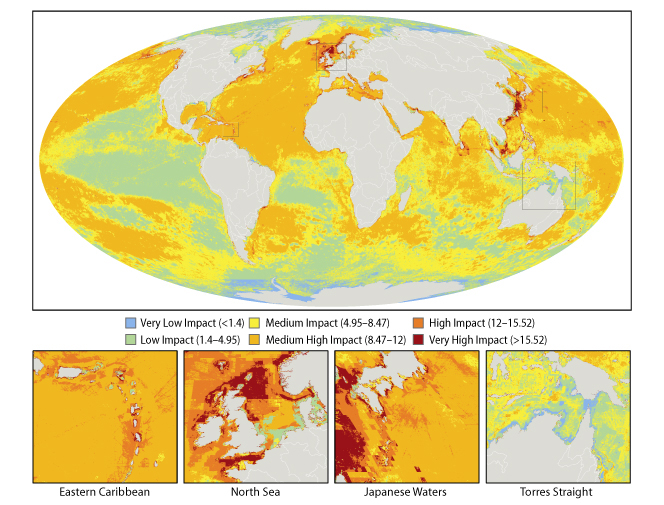 Very Low Impact (<1.4) Medium Impact (4.95–8.47) High Impact (12–15.52)
Low Impact (1.4–4.95) Medium High Impact (8.47–12) Very High Impact (>15.52)
Eastern Caribbean North Sea Japanese Waters Torres Straight